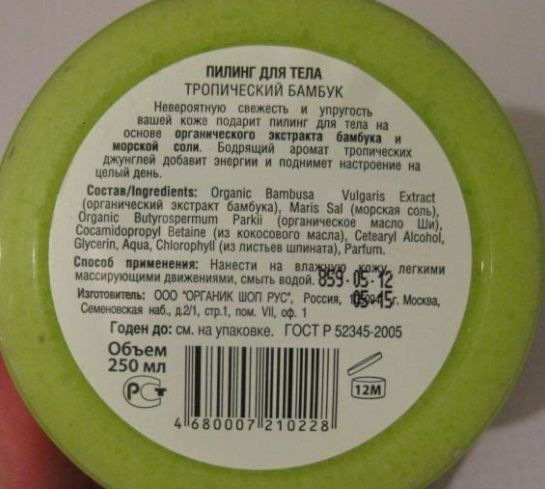 ПИЛИНГ ДЛЯ ТЕЛА
ТРОПИЧЕСКИЙ БАМБУК
Невероятную свежесть и упругость
вашей коже подарит пилинг для тела на
основе органического экстракта бамбука и
морской соли. Бодрящий аромат тропических
джунглей добавит энергии и поднимет настроение на
целый день.
Состав/Ingredients: Organic Bambusa Vulgaris Extract
(органический экстракт бамбука), Maris Sal (морская соль),
Organic Butyrospermum Parkii (органическое масло Ши),
Cocamidopropyl Betaine (из кокосового масла), Cetearyl Alcohol,
Glycerin, Aqua, Chlorophyll (из листьев шпината), Parfum.
Способ применения: Нанести на влажную кожу легкими
массирующими движениями, смыть водой. 859 05 12
Изготовитель: ООО "ОРГАНИК ШОП РУС", Россия, г. Москва, 05 15
Семеновская наб., д.2/1, стр.1, пом. VII, оф. 1
Годен до: см. на упаковке. ГОСТ Р 52345-2005
Объем
250 мл
РСТ
12M
4 680007 210228